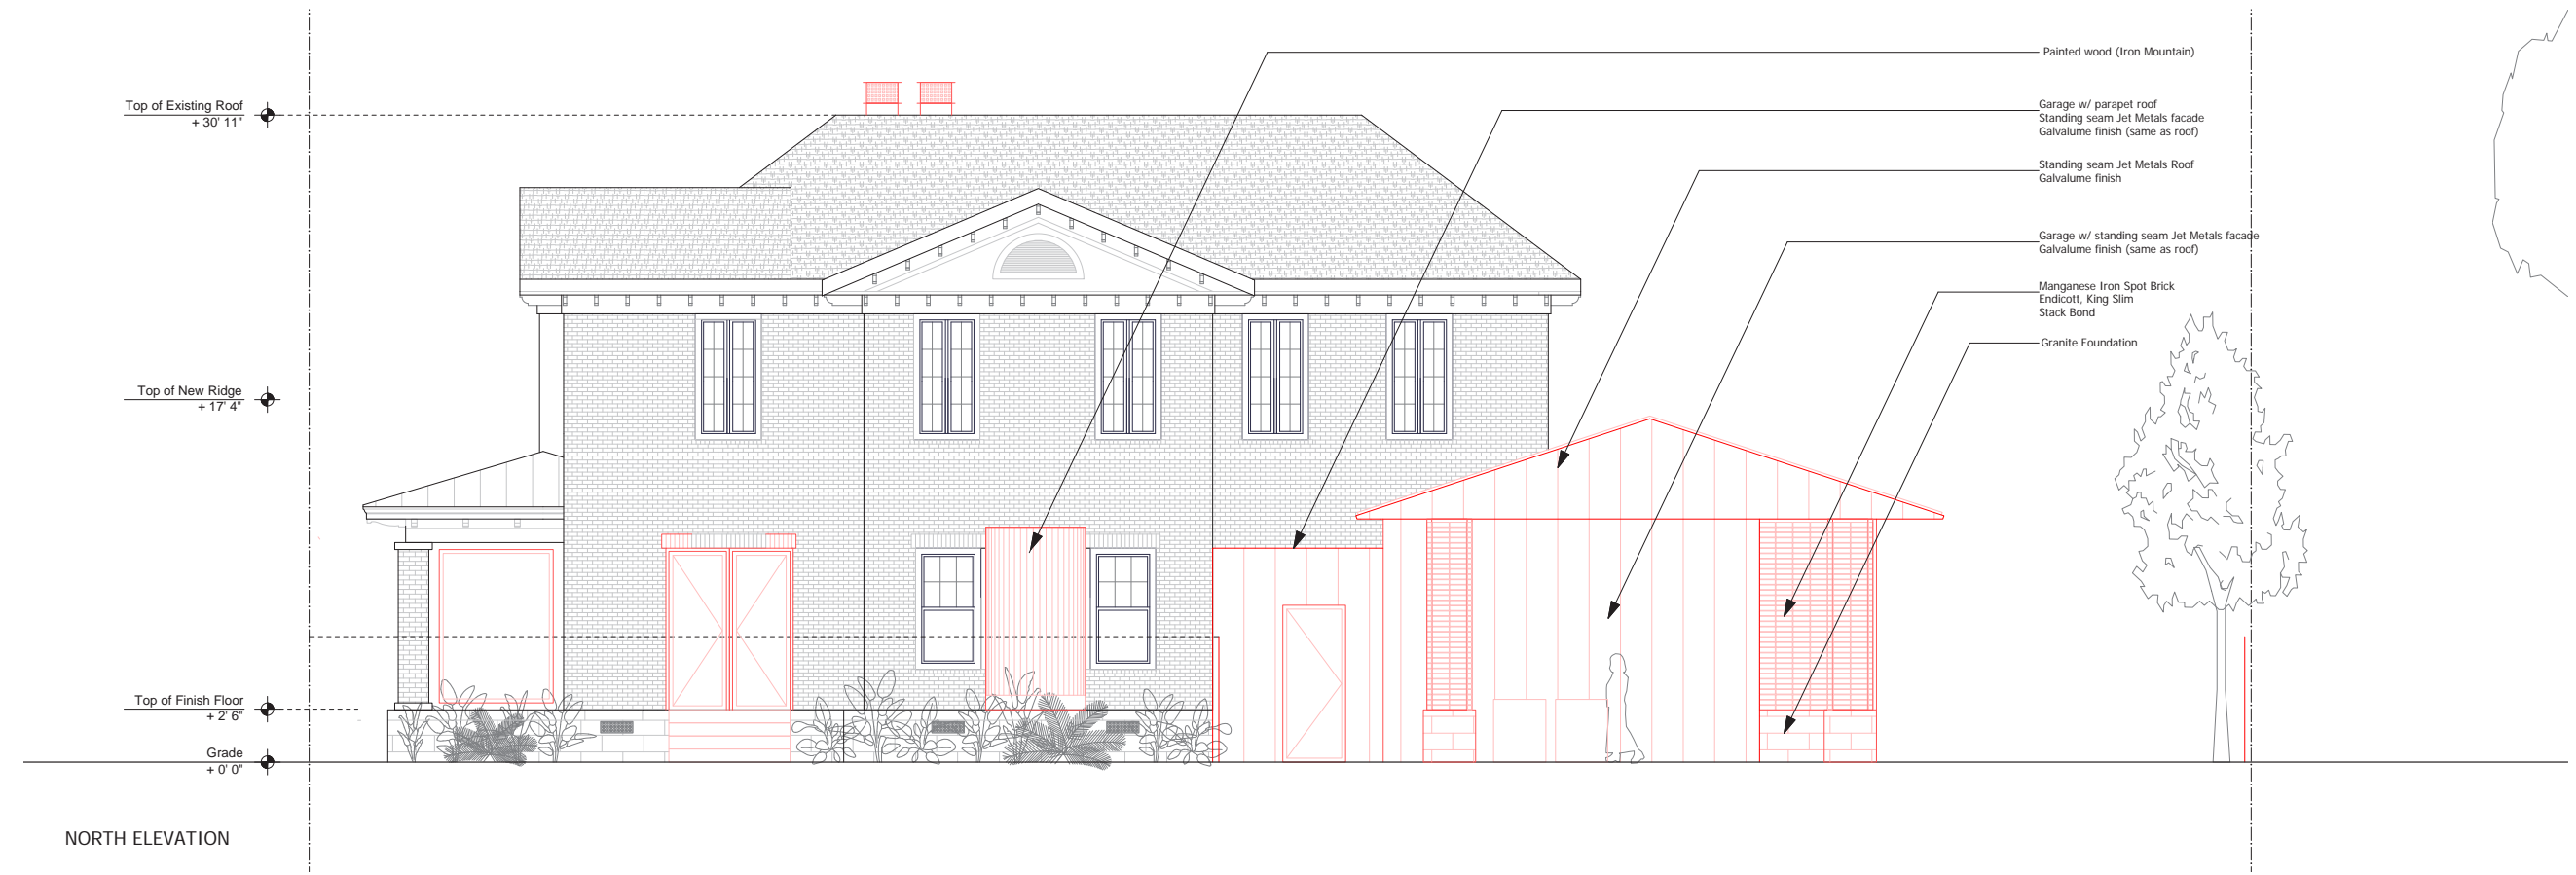 Painted wood (Iron Mountain)
Top of Existing Roof
+ 30' 11"
Garage w/ parapet roof
Standing seam Jet Metals facade
Galvalume finish (same as roof)
Standing seam Jet Metals Roof
Galvalume finish
Garage w/ standing seam Jet Metals facade
Galvalume finish (same as roof)
Manganese Iron Spot Brick
Endicott, King Slim
Stack Bond
Granite Foundation
Top of New Ridge
+ 17' 4"
Top of Finish Floor
+ 2' 6"
Grade
+ 0' 0"
NORTH ELEVATION